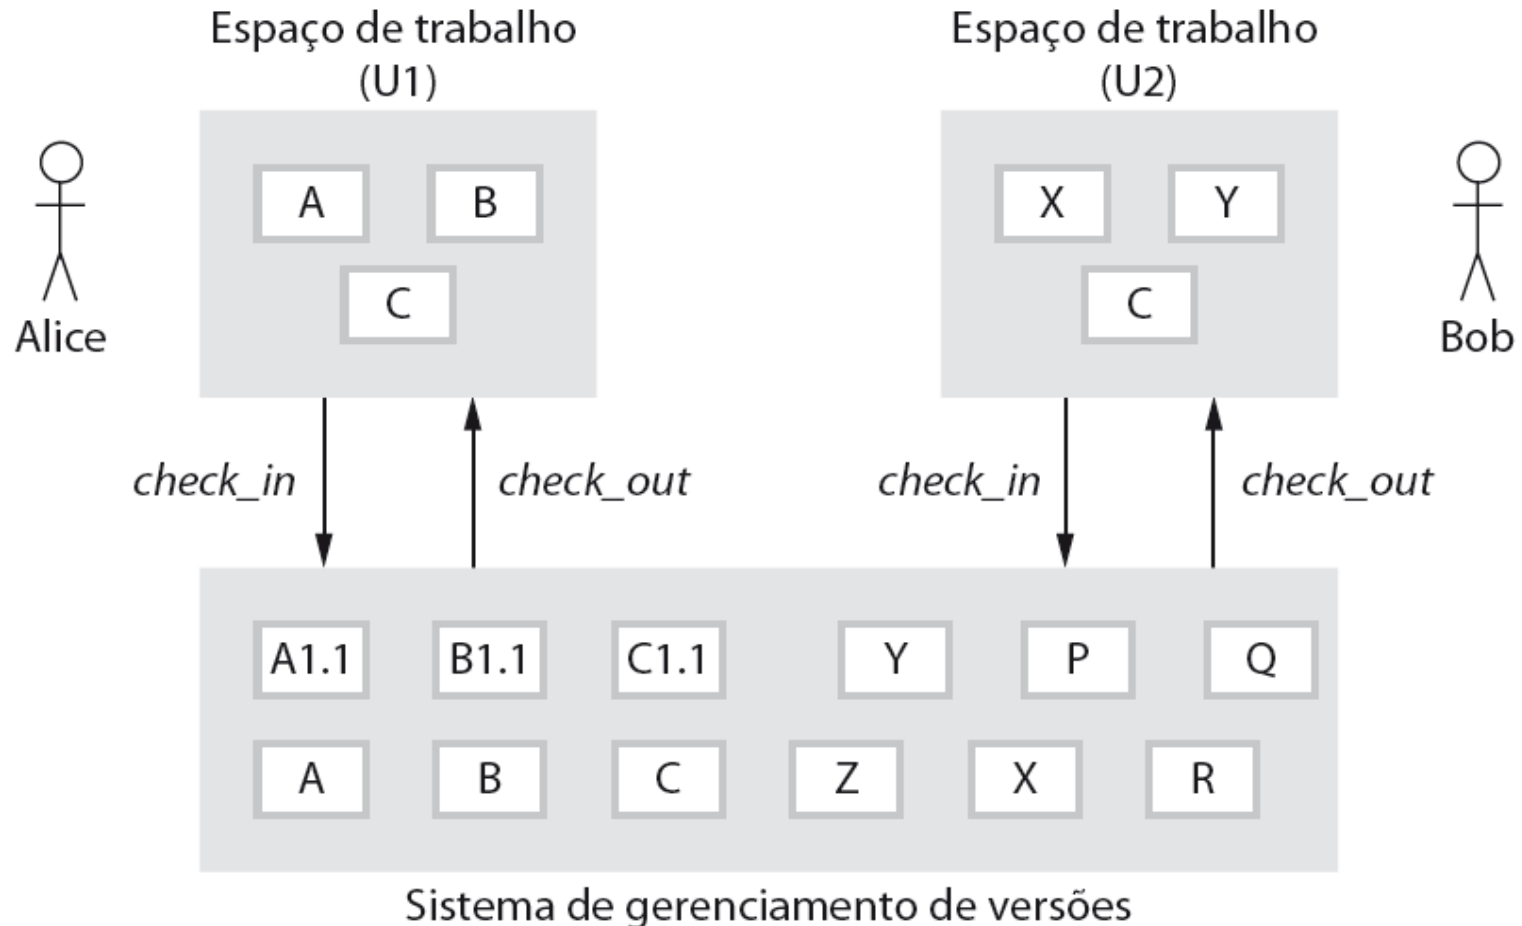 Espaço de trabalho
(U1)
Espaço de trabalho
(U2)
A
B
C
X
Y
C
Alice
Bob
check_in
check_out
check_in
check_out
A1.1
B1.1
C1.1
Y
P
Q
A
B
C
Z
X
R
Sistema de gerenciamento de versões